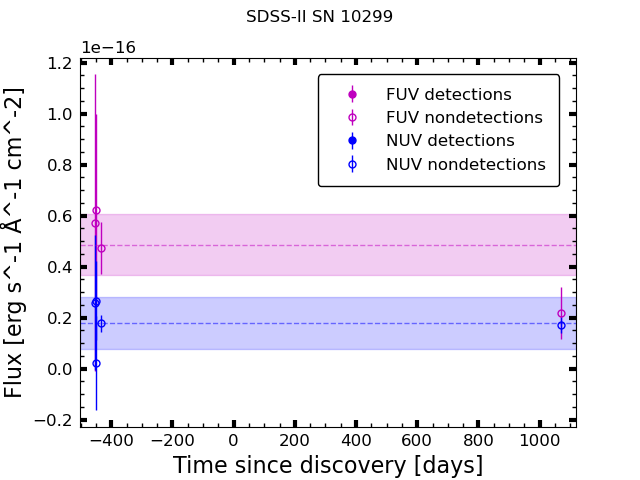 SDSS-II SN 10299
1e−16
1.2
1.0
0.8
0.6
0.4
0.2
0.0
−0.2
Flux [erg s^-1 Å^-1 cm^-2]
FUV detections
FUV nondetections
NUV detections
NUV nondetections
−400 −200 0 200 400 600 800 1000
Time since discovery [days]